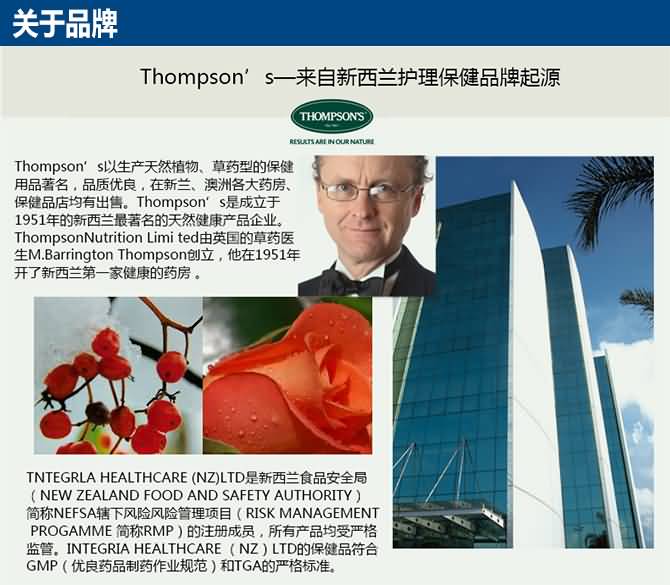 关于品牌
Thompson’s—来自新西兰护理保健品牌起源
THOMPSON'S
RESULTS ARE IN OUR NATURE
Thompson’s以生产天然植物、草药型的保健
用品著名，品质优良，在新兰、澳洲各大药房、
保健品店均有出售。Thompson’s是成立于
1951年的新西兰最著名的天然健康产品企业。
ThompsonNutrition Limi ted由英国的草药医
生M.Barrington Thompson创立，他在1951年
开了新西兰第一家健康的药房 。
TNTEGRLA HEALTHCARE (NZ)LTD是新西兰食品安全局
（NEW ZEALAND FOOD AND SAFETY AUTHORITY）
简称NEFSA辖下风险风险管理项目（RISK MANAGEMENT
PROGAMME 简称RMP）的注册成员，所有产品均受严格
监管。INTEGRIA HEALTHCARE （ NZ ）LTD的保健品符合
GMP（优良药品制药作业规范）和TGA的严格标准。